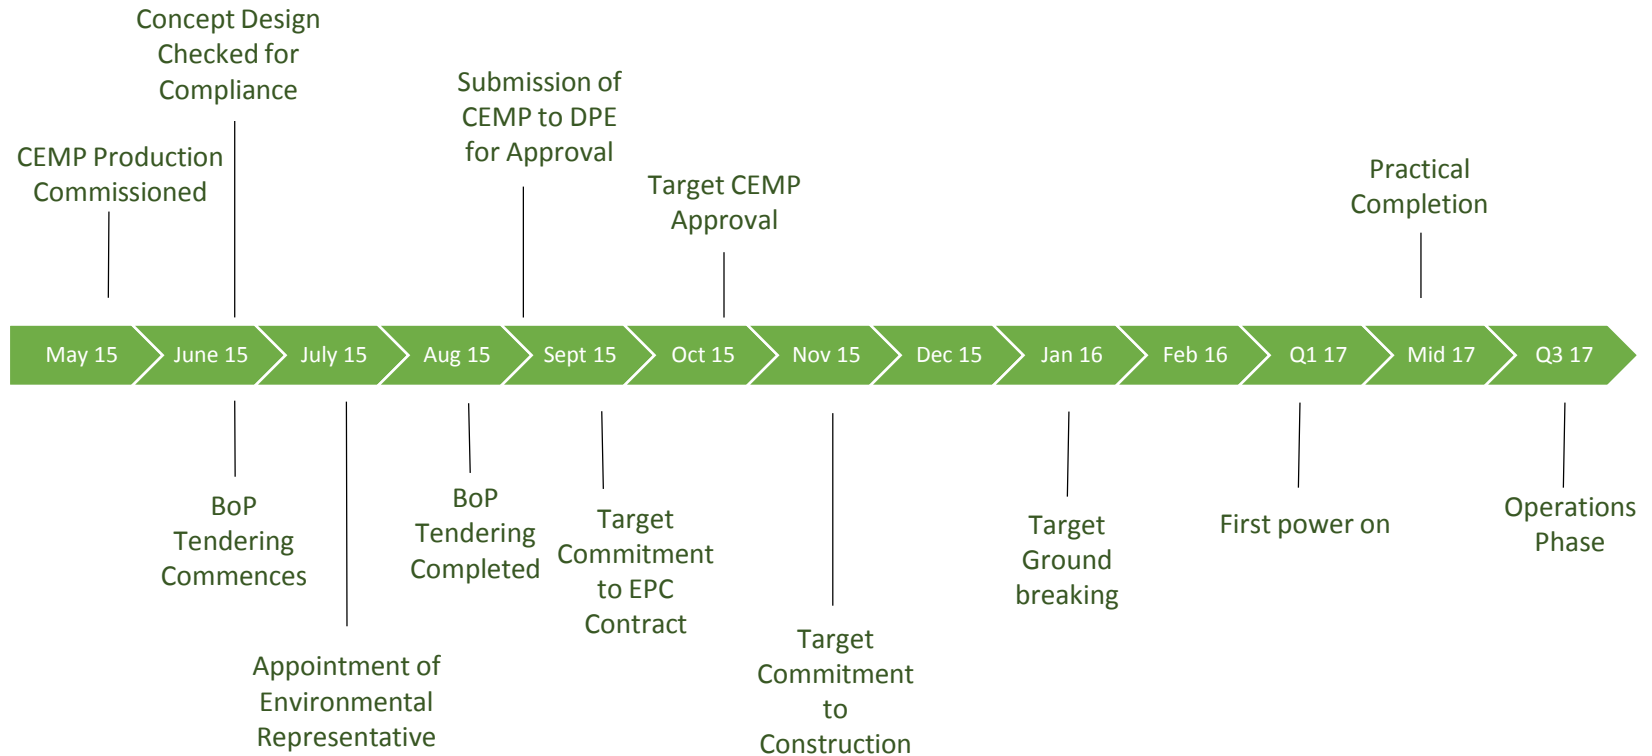 Concept Design
Checked for
Compliance
CEMP Production
Commissioned
Submission of
CEMP to DPE
for Approval
Target CEMP
Approval
Practical
Completion
May 15
June 15
July 15
Aug 15
Sept 15
Oct 15
Nov 15
Dec 15
Jan 16
Feb 16
Q1 17
Mid 17
Q3 17
BoP
Tendering
Commences
Appointment of
Environmental
Representative
BoP
Tendering
Completed
Target
Commitment
to EPC
Contract
Target
Commitment
to
Construction
Target
Ground
breaking
First power on
Operations
Phase